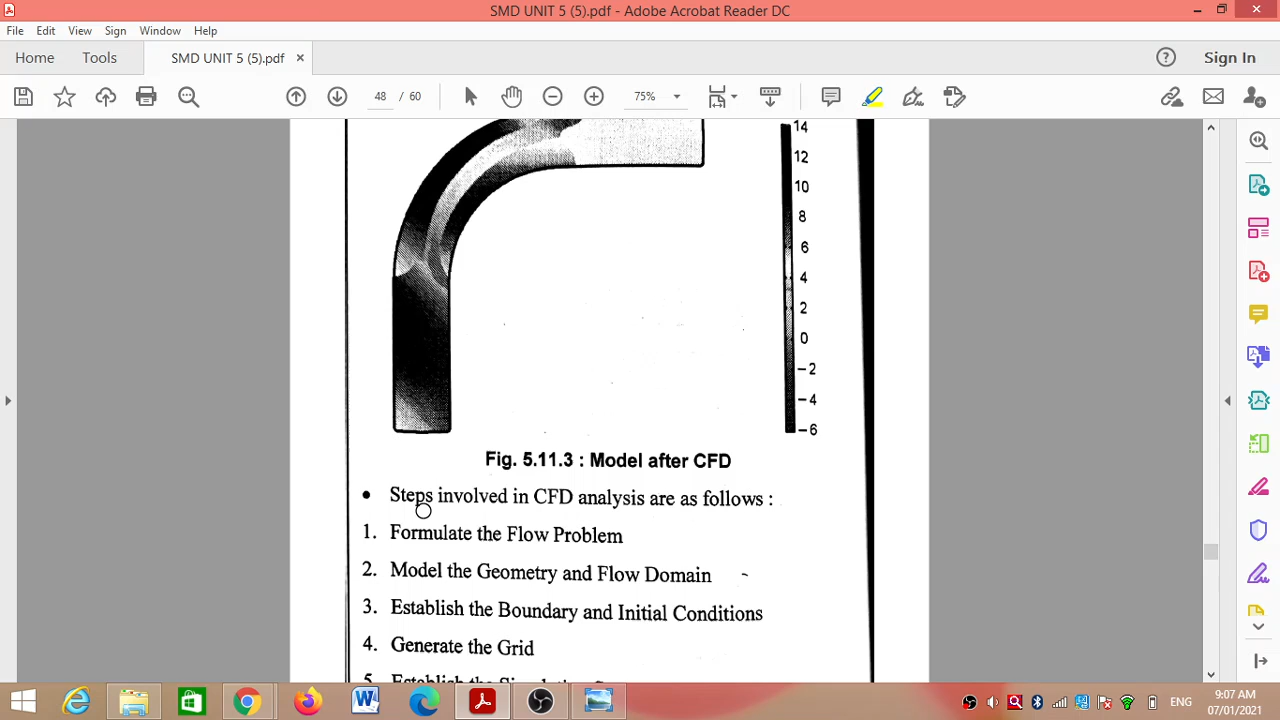 SMD UNIT 5 (5).pdf - Adobe Acrobat Reader DC
File Edit View Sign Window Help
Home Tools SMD UNIT 5 (5).pdf × Sign In
48 / 60 75%
14
12
10
8
6
4
2
0
−2
−4
−6
Fig. 5.11.3 : Model after CFD
• Steps involved in CFD analysis are as follows :
1. Formulate the Flow Problem
2. Model the Geometry and Flow Domain
3. Establish the Boundary and Initial Conditions
4. Generate the Grid
5. Establish the
9:07 AM
ENG
07/01/2021